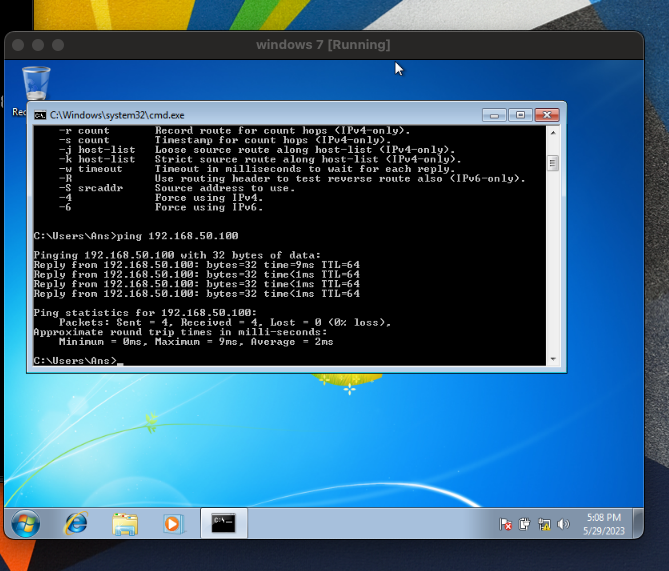 windows 7 [Running]
Rec
C:\Windows\system32\cmd.exe
-r count Record route for count hops (IPv4-only).
-s count Timestamp for count hops (IPv4-only).
-j host-list Loose source route along host-list (IPv4-only).
-k host-list Strict source route along host-list (IPv4-only).
-w timeout Timeout in milliseconds to wait for each reply.
-R Use routing header to test reverse route also (IPv6-only).
-S srcaddr Source address to use.
-4 Force using IPv4.
-6 Force using IPv6.
C:\Users\Ans>ping 192.168.50.100
Pinging 192.168.50.100 with 32 bytes of data:
Reply from 192.168.50.100: bytes=32 time=9ms TTL=64
Reply from 192.168.50.100: bytes=32 time<1ms TTL=64
Reply from 192.168.50.100: bytes=32 time<1ms TTL=64
Reply from 192.168.50.100: bytes=32 time<1ms TTL=64
Ping statistics for 192.168.50.100:
Packets: Sent = 4, Received = 4, Lost = 0 (0% loss),
Approximate round trip times in milli-seconds:
Minimum = 0ms, Maximum = 9ms, Average = 2ms
C:\Users\Ans>_
5:08 PM
5/29/2023